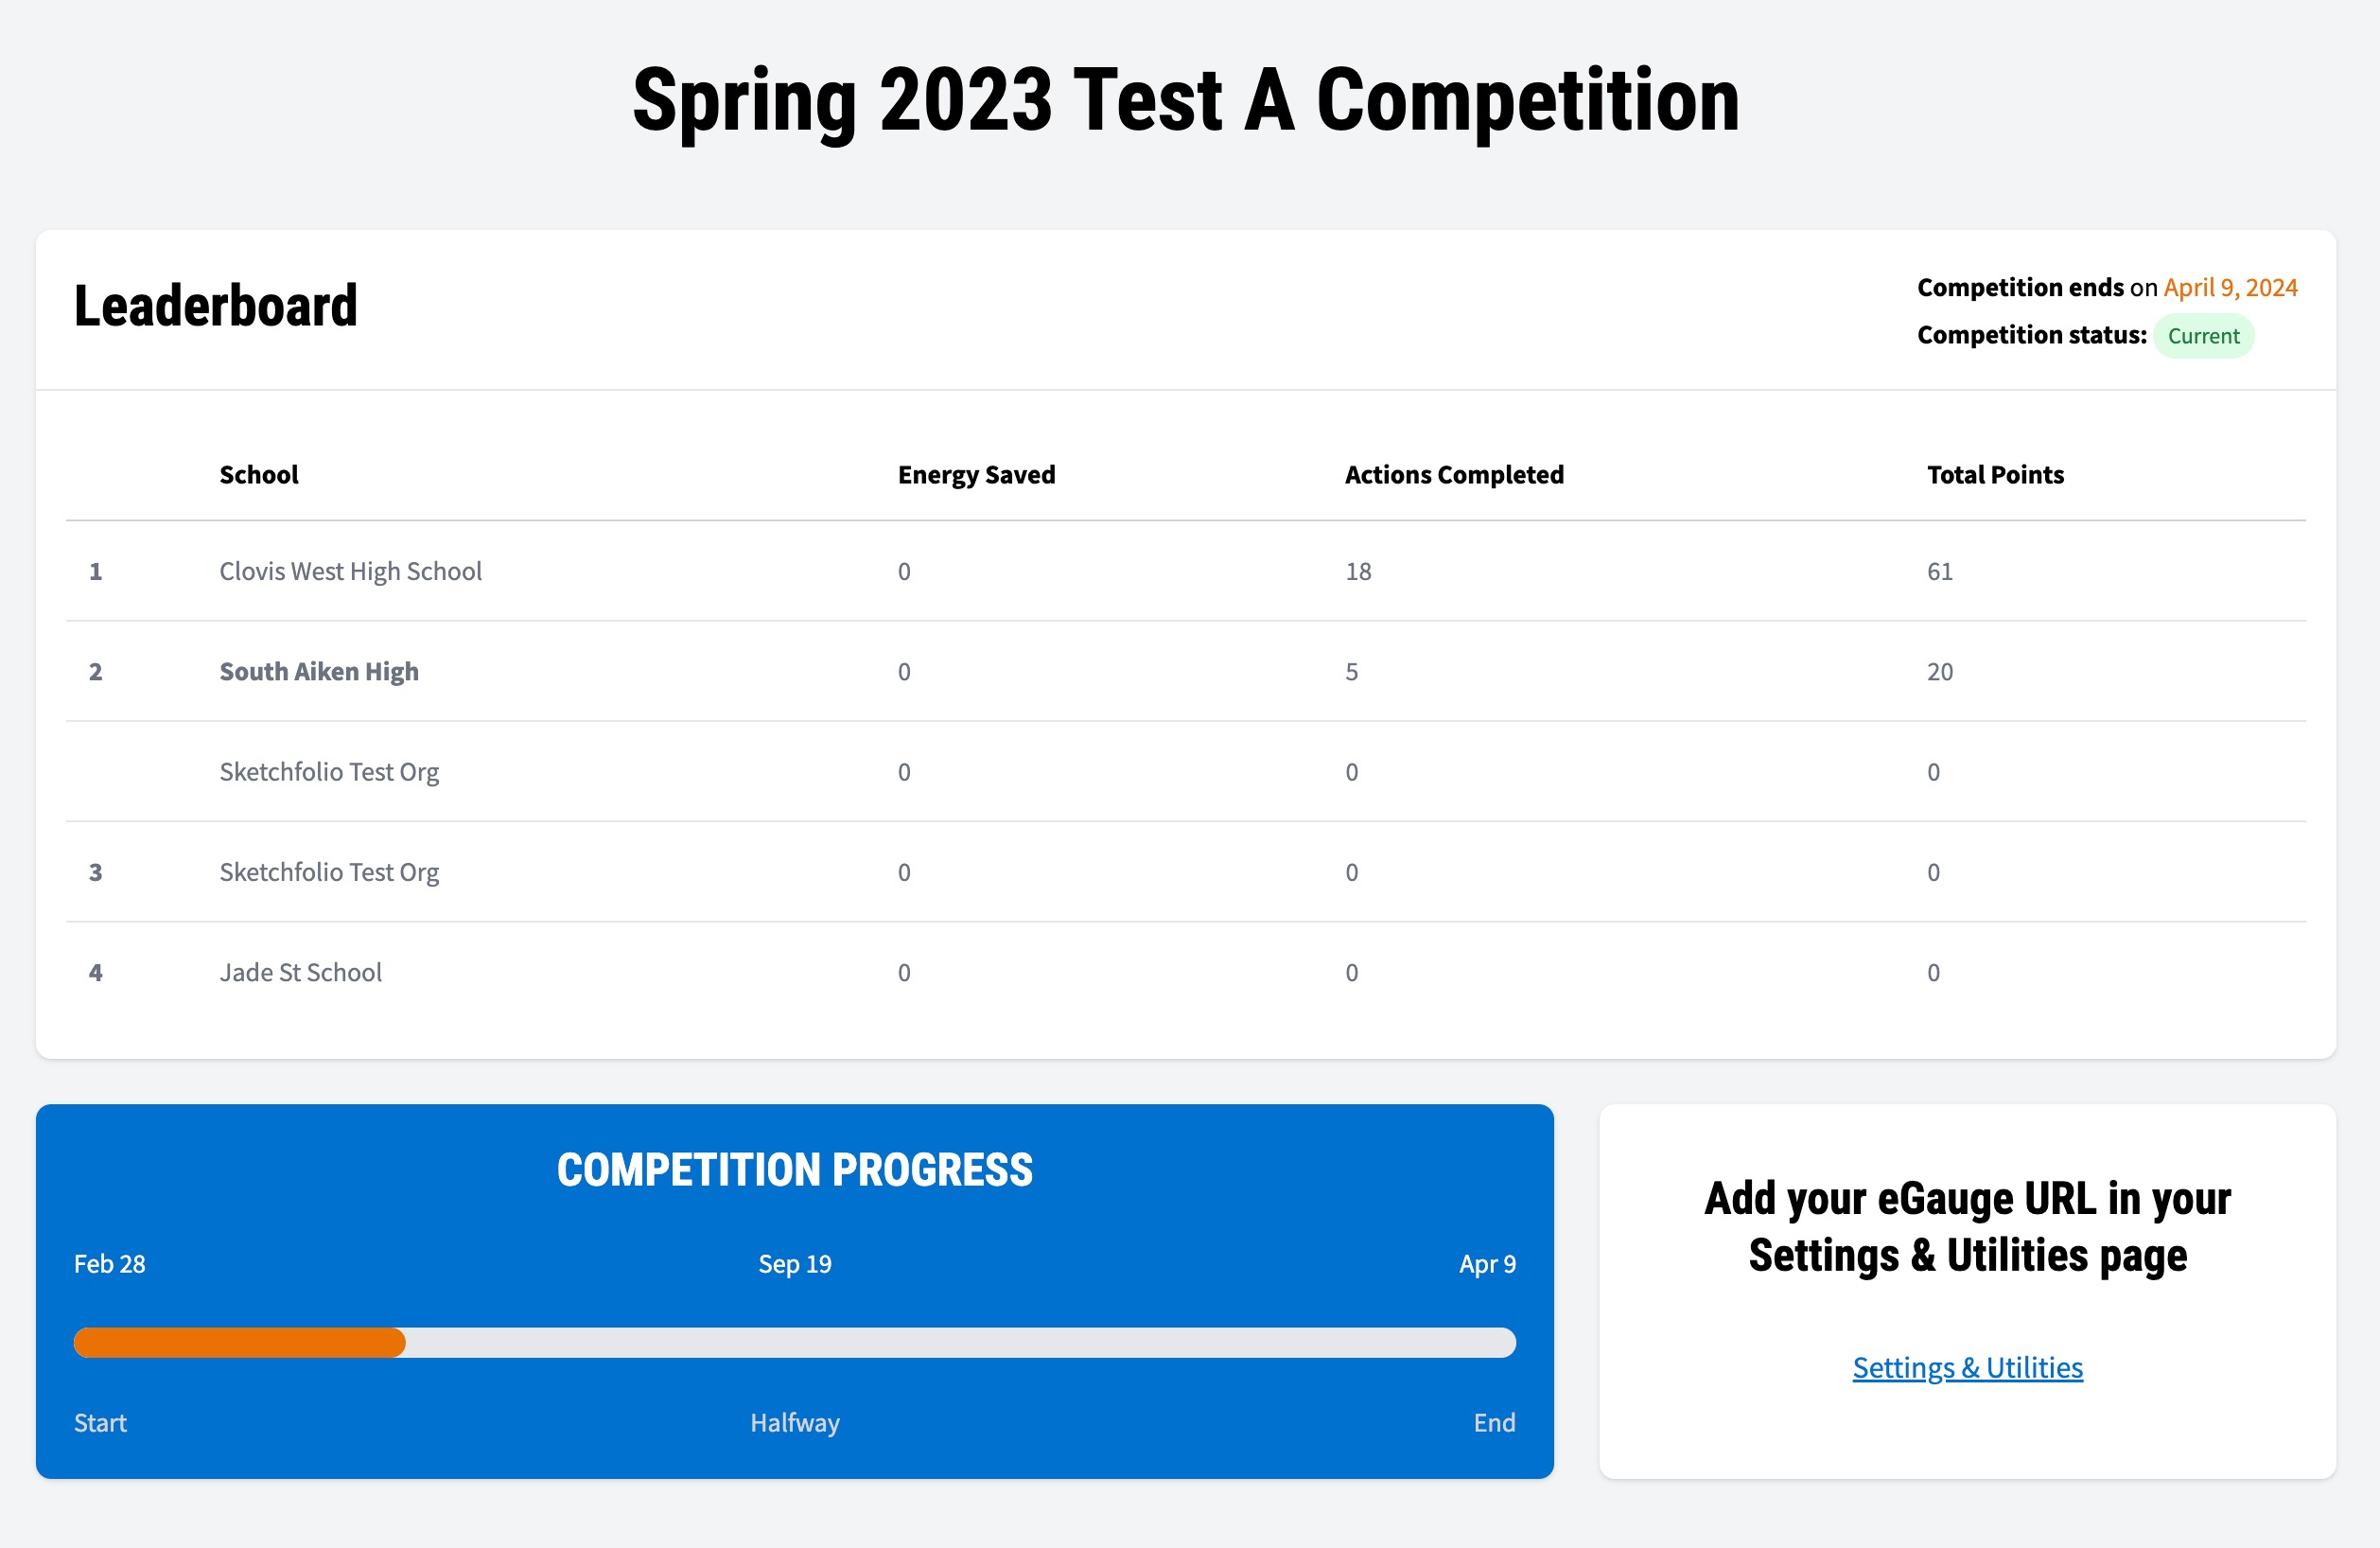 Spring 2023 Test A Competition
Leaderboard
Competition ends on April 9, 2024
Competition status: Current
School Energy Saved Actions Completed Total Points
1 Clovis West High School 0 18 61
2 South Aiken High 0 5 20
Sketchfolio Test Org 0 0 0
3 Sketchfolio Test Org 0 0 0
4 Jade St School 0 0 0
COMPETITION PROGRESS
Feb 28 Sep 19 Apr 9
Start Halfway End
Add your eGauge URL in your
Settings & Utilities page
Settings & Utilities